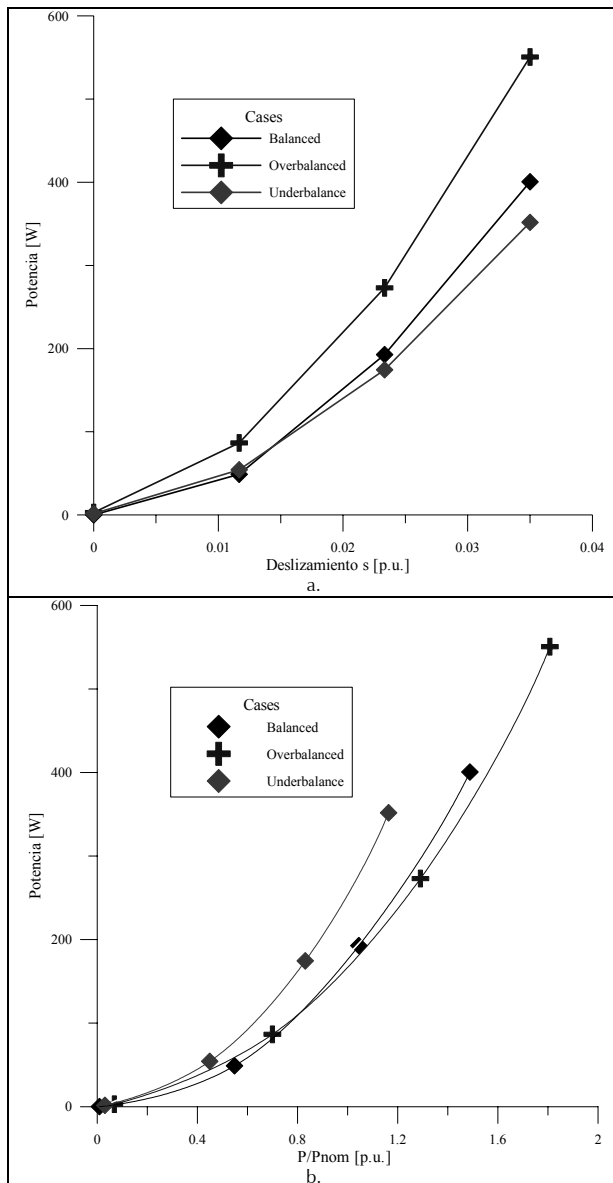 600
400
200
0
Potencia [W]
Cases
Balanced
Overbalanced
Underbalance
0
0.01
0.02
0.03
0.04
Deslizamiento s [p.u.]
a.
600
400
200
0
Potencia [W]
Cases
Balanced
Overbalanced
Underbalance
0
0.4
0.8
1.2
1.6
2
P/Pnom [p.u.]
b.